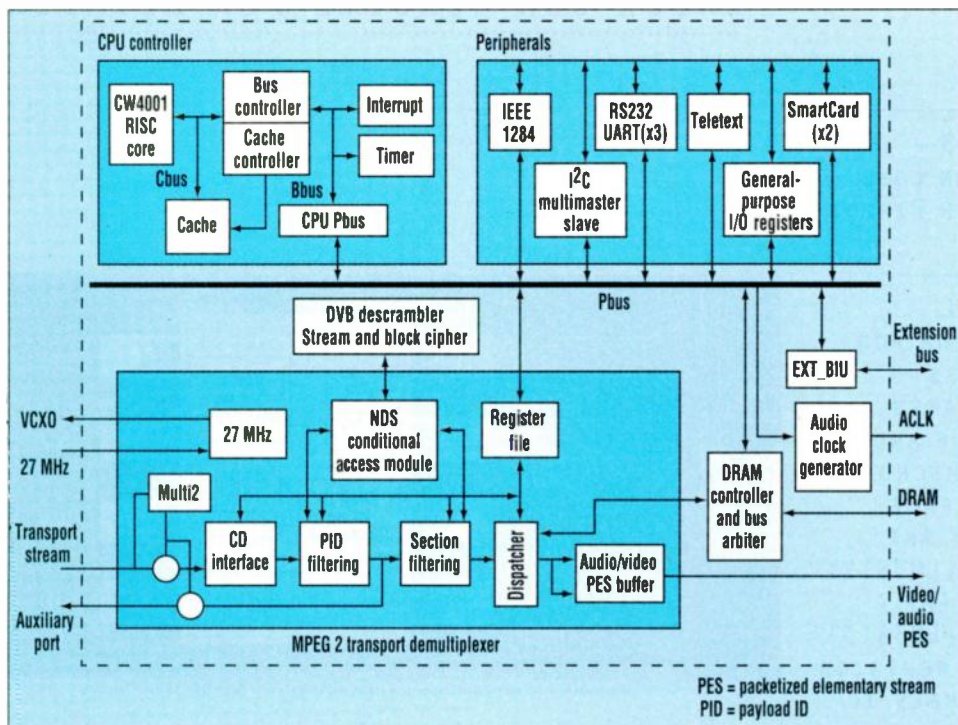 CPU controller
CW4001
RISC
core
Bus
controller
Cache
controller
Interrupt
Timer
Cbus
Bbus
Cache
CPU Pbus
Peripherals
IEEE
1284
RS232
UART(x3)
Teletext
SmartCard
(x2)
I²C
multimaster
slave
General-
purpose
I/O registers
Pbus
DVB descrambler
Stream and block cipher
Extension
bus
EXT_BIU
VCXO
27 MHz
27 MHz
NDS
conditional
access module
Register
file
Audio
clock
generator
ACLK
Multi2
DRAM
controller
and bus
arbiter
DRAM
Transport
stream
CD
interface
PID
filtering
Section
filtering
Dispatcher
Audio/video
PES buffer
Auxiliary
port
Video/
audio
PES
MPEG 2 transport demultiplexer
PES = packetized elementary stream
PID = payload ID